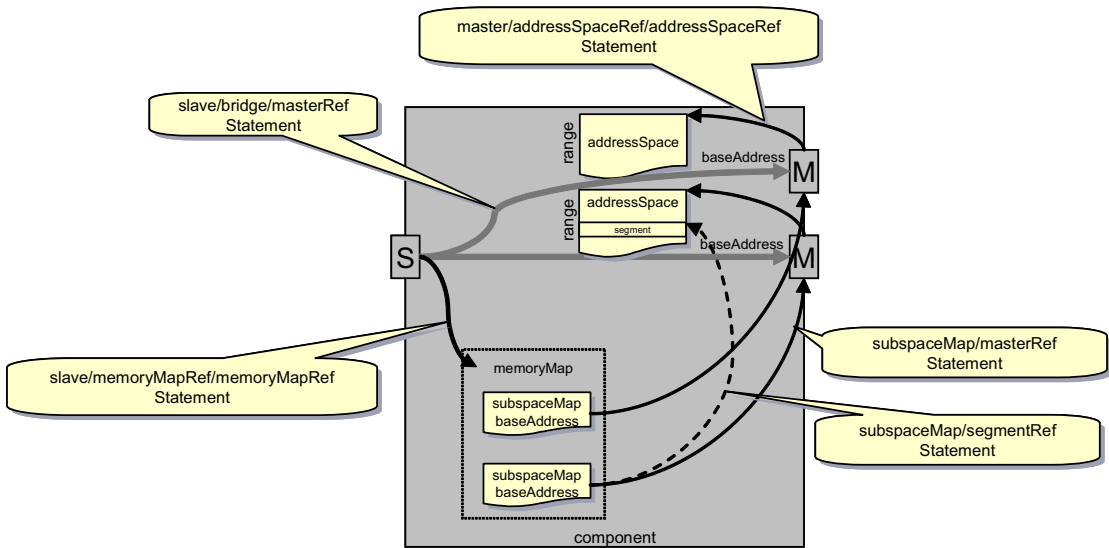 master/addressSpaceRef/addressSpaceRef
Statement
slave/bridge/masterRef
Statement
range
addressSpace
baseAddress
M
range
addressSpace
segment
baseAddress
M
S
subspaceMap/masterRef
Statement
slave/memoryMapRef/memoryMapRef
Statement
memoryMap
subspaceMap
baseAddress
subspaceMap/segmentRef
Statement
subspaceMap
baseAddress
component